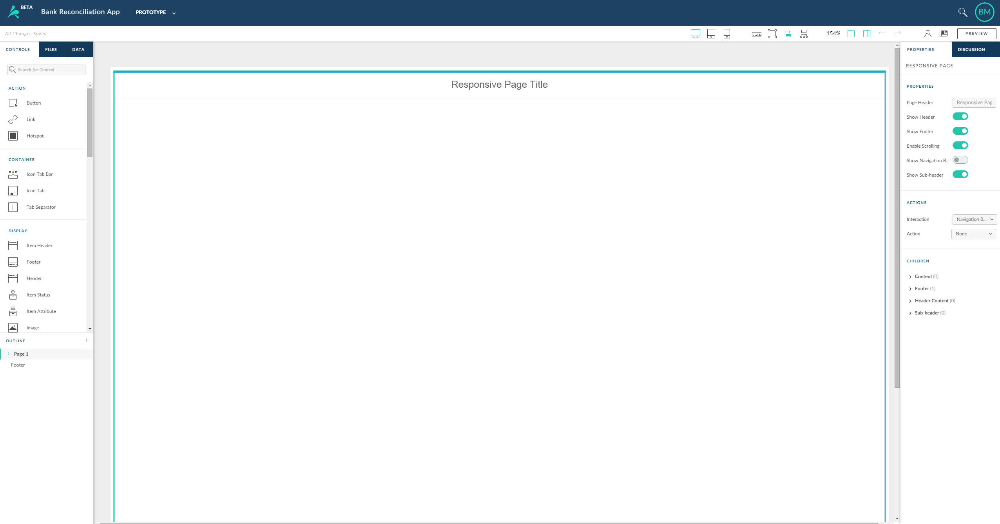 BETA
Bank Reconciliation App
PROTOTYPE
BM
All Changes Saved.
154%
PREVIEW
CONTROLS
FILES
DATA
Search for Control
ACTION
Button
Link
Hotspot
CONTAINER
Icon Tab Bar
Icon Tab
Tab Separator
DISPLAY
Item Header
Footer
Header
Item Status
Item Attribute
Image
OUTLINE
Page 1
Footer
Responsive Page Title
PROPERTIES
DISCUSSION
RESPONSIVE PAGE
PROPERTIES
Page Header
Responsive Pag
Show Header
Show Footer
Enable Scrolling
Show Navigation B...
Show Sub-header
ACTIONS
Interaction
Navigation B...
Action
None
CHILDREN
Content (0)
Footer (1)
Header Content (0)
Sub-header (0)